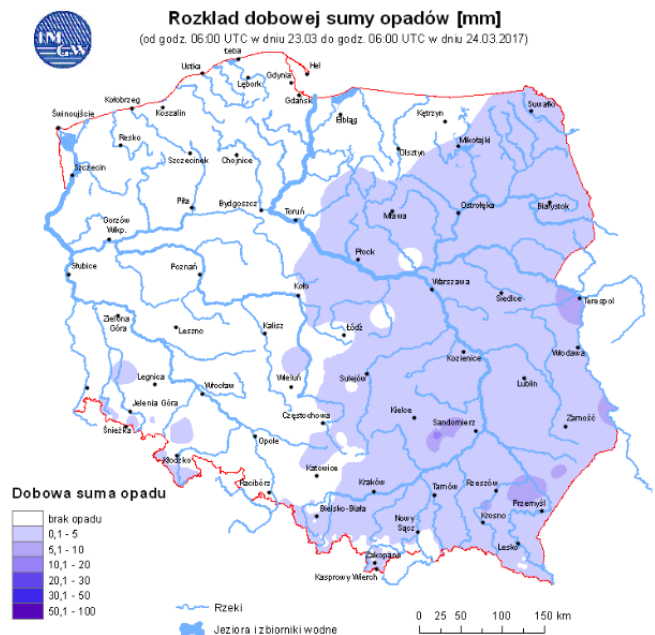 IM
GW
Rozkład dobowej sumy opadów [mm]
(od godz. 06:00 UTC w dniu 23.03 do godz. 06:00 UTC w dniu 24.03.2017)
Łeba
Hel
Ustka
Gdynia
Lębork
Gdańsk
Kołobrzeg
Koszalin
Świnoujście
Elbląg
Kętrzyn
Suwałki
Resko
Mikołajki
Szczecinek
Chojnice
Olsztyn
Szczecin
Piła
Bydgoszcz
Toruń
Mława
Ostrołęka
Białystok
Gorzów
Wlkp.
Płock
Słubice
Poznań
Koło
Warszawa
Siedlce
Terespol
Zielona
Góra
Leszno
Kalisz
Łódź
Kozienice
Włodawa
Legnica
Wieluń
Sulejów
Lublin
Wrocław
Jelenia Góra
Kielce
Sandomierz
Zamość
Śnieżka
Częstochowa
Opole
Kłodzko
Katowice
Racibórz
Kraków
Tarnów
Rzeszów
Przemyśl
Bielsko-Biała
Nowy
Sącz
Krosno
Lesko
Zakopane
Kasprowy Wierch
Dobowa suma opadu
brak opadu
0,1 - 5
5,1 - 10
10,1 - 20
20,1 - 30
30,1 - 50
50,1 - 100
Rzeki
Jeziora i zbiorniki wodne
0 25 50 100 150 km